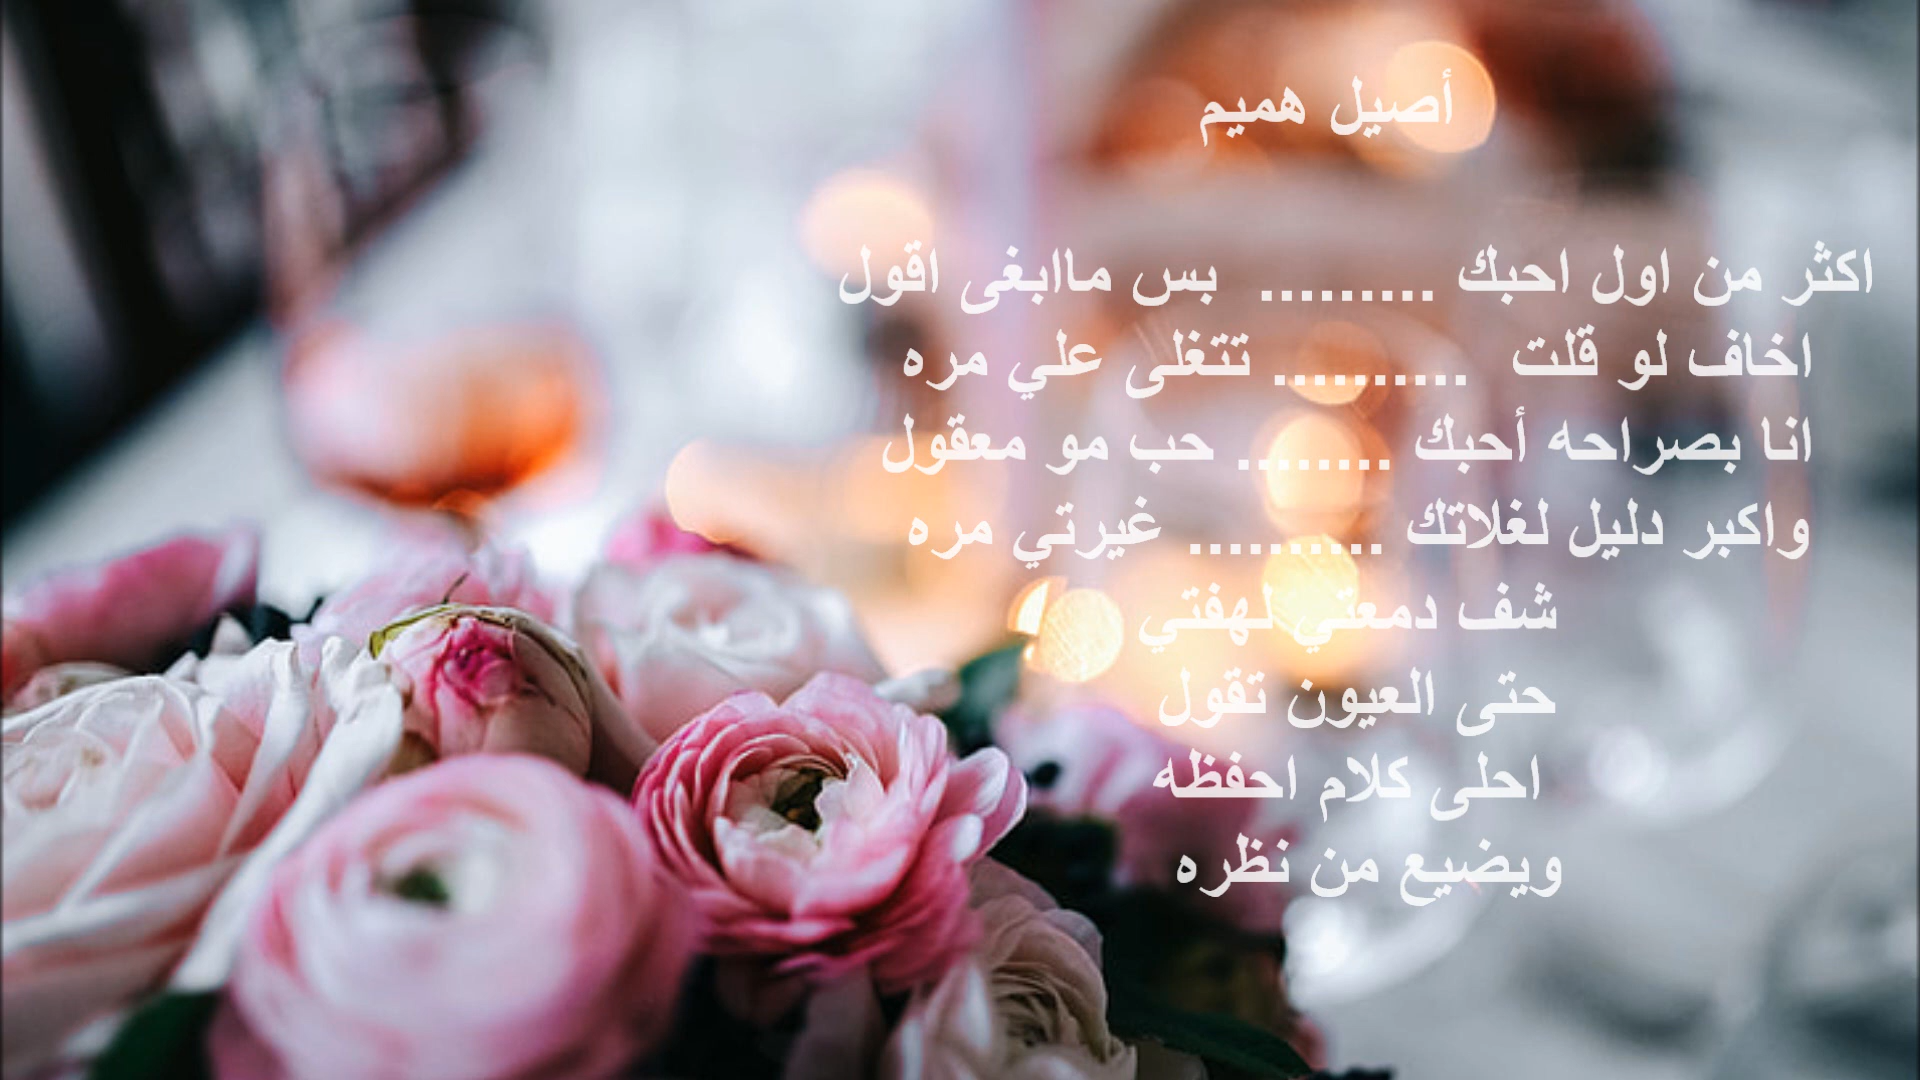 أصيل هميم
اكثر من اول احبك ......... بس ماابغى اقول
اخاف لو قلت .......... تتغلى علي مره
انا بصراحه أحبك ........ حب مو معقول
واكبر دليل لغلاتك .......... غيرتي مره
شف دمعتي لهفتي
حتى العيون تقول
احلى كلام احفظه
ويضيع من نظره